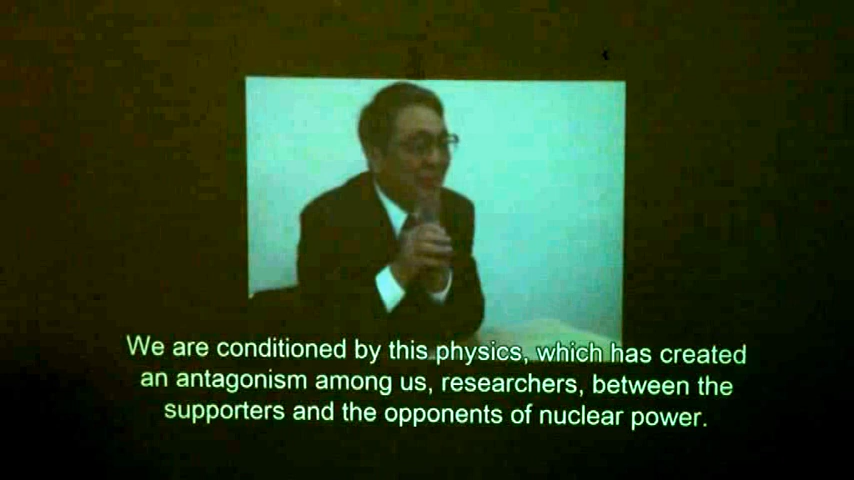 We are conditioned by this physics, which has created
an antagonism among us, researchers, between the
supporters and the opponents of nuclear power.